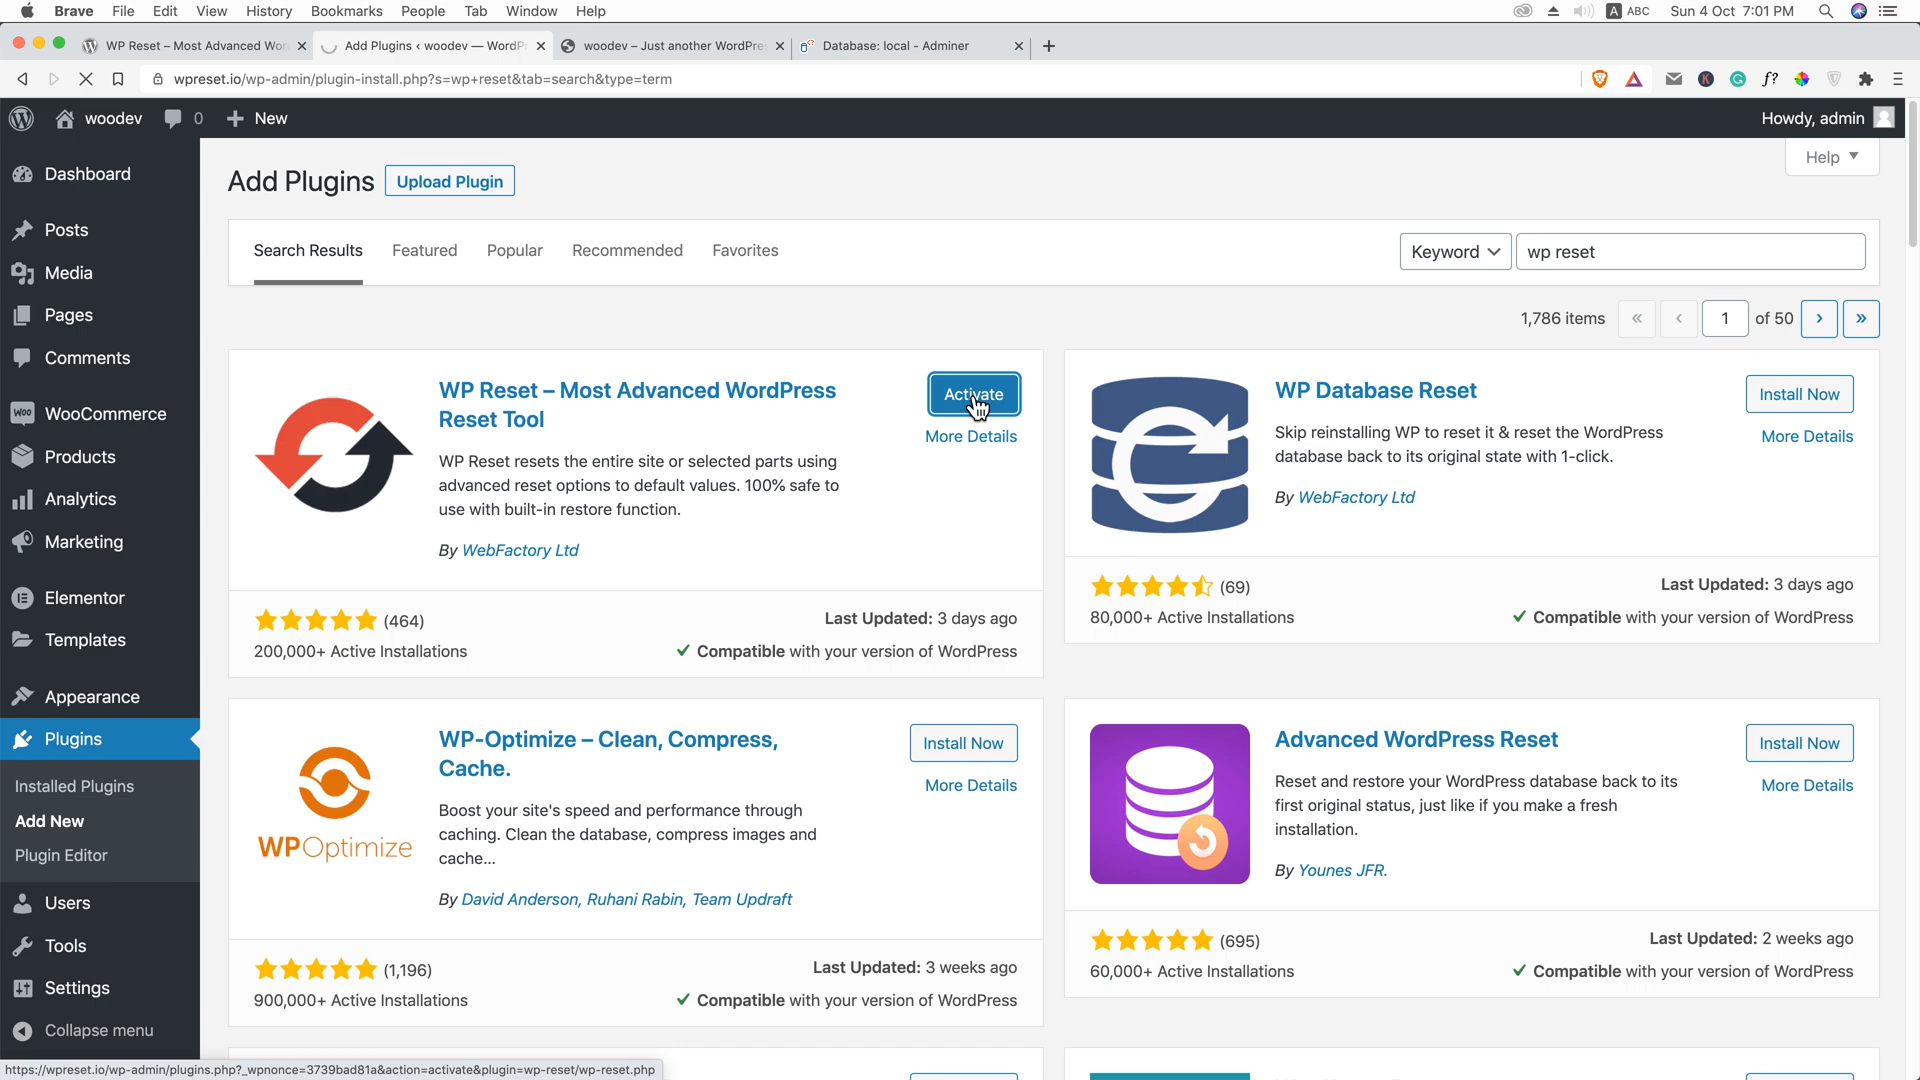 Brave File Edit View History Bookmarks People Tab Window Help
A ABC Sun 4 Oct 7:01 PM
WP Reset – Most Advanced Wor
Add Plugins ‹ woodev — WordPr
woodev – Just another WordPre
Database: local - Adminer
wpreset.io/wp-admin/plugin-install.php?s=wp+reset&tab=search&type=term
K
G
f?
woodev 0 New
Howdy, admin
Help
Dashboard
Posts
Media
Pages
Comments
WooCommerce
Products
Analytics
Marketing
Elementor
Templates
Appearance
Plugins
Installed Plugins
Add New
Plugin Editor
Users
Tools
Settings
Collapse menu
Add Plugins Upload Plugin
Search Results Featured Popular Recommended Favorites
Keyword wp reset
1,786 items « ‹ 1 of 50 › »
WP Reset – Most Advanced WordPress
Reset Tool
Activate
More Details
WP Reset resets the entire site or selected parts using
advanced reset options to default values. 100% safe to
use with built-in restore function.
By WebFactory Ltd
(464)
Last Updated: 3 days ago
200,000+ Active Installations
Compatible with your version of WordPress
WP Database Reset
Install Now
More Details
Skip reinstalling WP to reset it & reset the WordPress
database back to its original state with 1-click.
By WebFactory Ltd
(69)
Last Updated: 3 days ago
80,000+ Active Installations
Compatible with your version of WordPress
WPOptimize
WP-Optimize – Clean, Compress,
Cache.
Install Now
More Details
Boost your site's speed and performance through
caching. Clean the database, compress images and
cache...
By David Anderson, Ruhani Rabin, Team Updraft
(1,196)
Last Updated: 3 weeks ago
900,000+ Active Installations
Compatible with your version of WordPress
Advanced WordPress Reset
Install Now
More Details
Reset and restore your WordPress database back to its
first original status, just like if you make a fresh
installation.
By Younes JFR.
(695)
Last Updated: 2 weeks ago
60,000+ Active Installations
Compatible with your version of WordPress
https://wpreset.io/wp-admin/plugins.php?_wpnonce=3739bad81a&action=activate&plugin=wp-reset/wp-reset.php